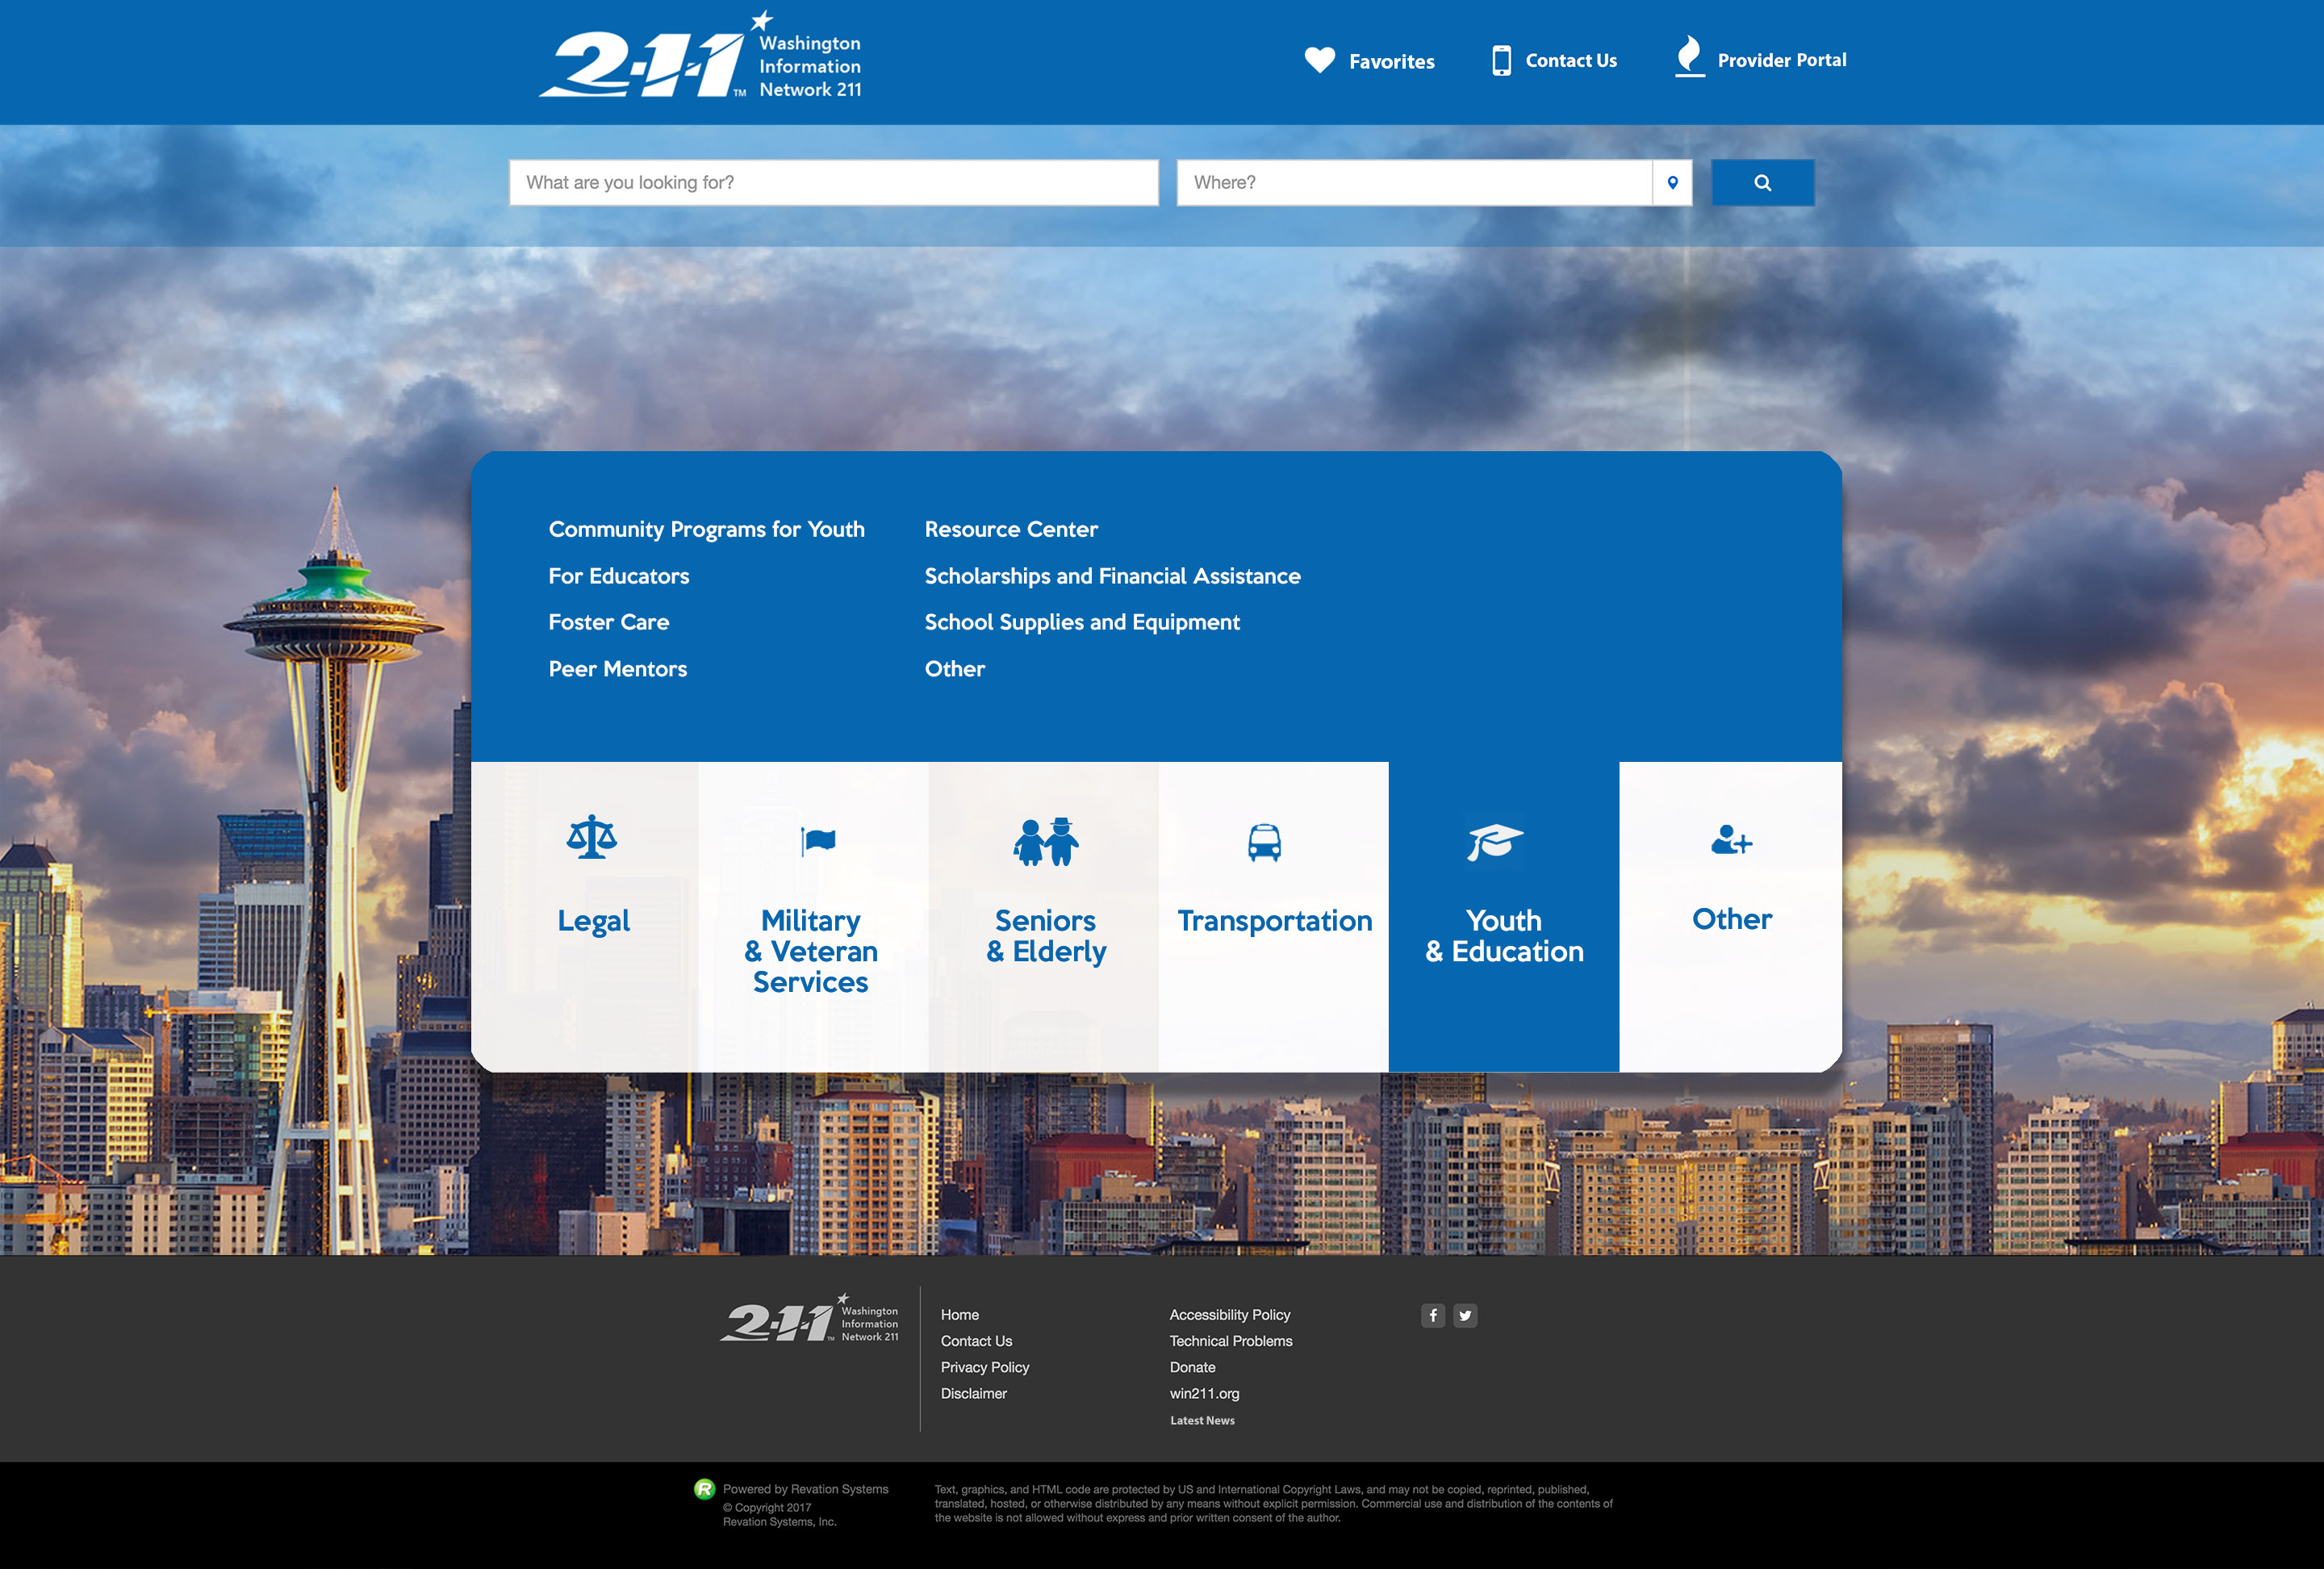 2-1-1™
Washington
Information
Network 211
Favorites
Contact Us
Provider Portal
What are you looking for?
Where?
Community Programs for Youth
For Educators
Foster Care
Peer Mentors
Resource Center
Scholarships and Financial Assistance
School Supplies and Equipment
Other
Legal
Military
& Veteran
Services
Seniors
& Elderly
Transportation
Youth
& Education
Other
2-1-1™
Washington
Information
Network 211
Home
Contact Us
Privacy Policy
Disclaimer
Accessibility Policy
Technical Problems
Donate
win211.org
Latest News
R
Powered by Revation Systems
© Copyright 2017
Revation Systems, Inc.
Text, graphics, and HTML code are protected by US and International Copyright Laws, and may not be copied, reprinted, published,
translated, hosted, or otherwise distributed by any means without explicit permission. Commercial use and distribution of the contents of
the website is not allowed without express and prior written consent of the author.